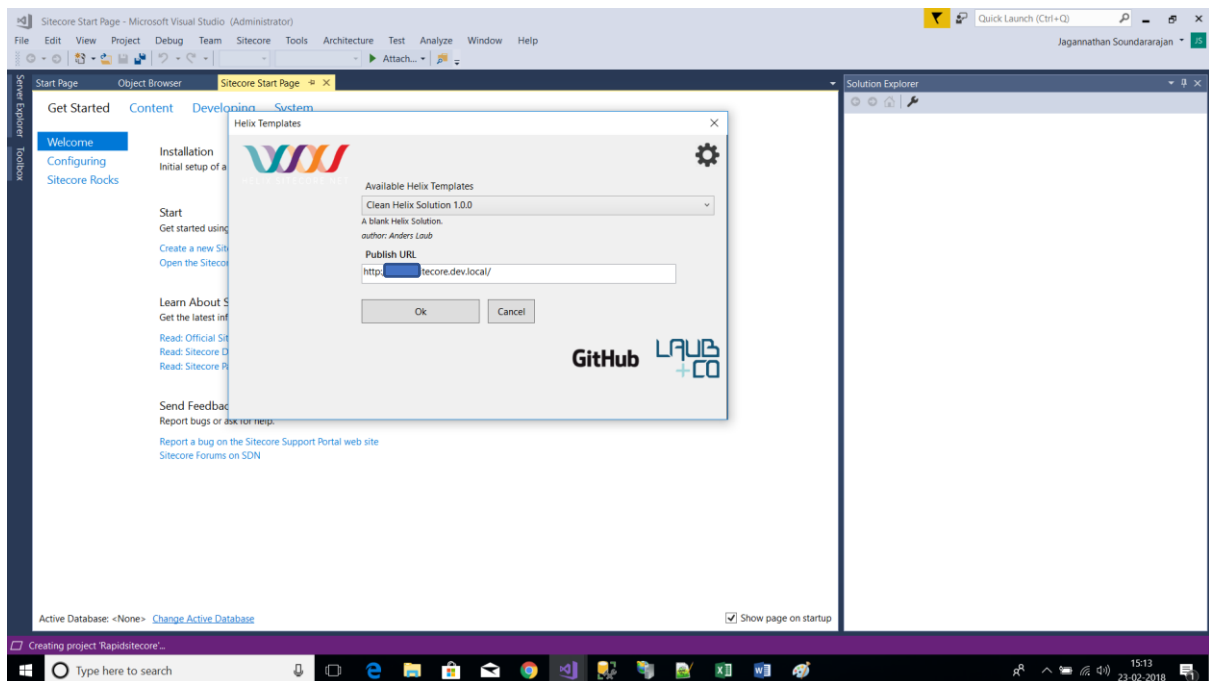 Sitecore Start Page - Microsoft Visual Studio (Administrator)
Quick Launch (Ctrl+Q)
File Edit View Project Debug Team Sitecore Tools Architecture Test Analyze Window Help
Jagannathan Soundararajan JS
Attach...
Server Explorer
Toolbox
Start Page Object Browser Sitecore Start Page
Solution Explorer
Get Started Content Developing System
Welcome
Configuring
Sitecore Rocks
Installation
Initial setup of a
Start
Get started using
Create a new Sit
Open the Sitecor
Learn About S
Get the latest inf
Read: Official Sit
Read: Sitecore D
Read: Sitecore P
Send Feedbac
Report bugs or ask for help.
Report a bug on the Sitecore Support Portal web site
Sitecore Forums on SDN
Helix Templates
Available Helix Templates
Clean Helix Solution 1.0.0
A blank Helix Solution.
author: Anders Laub
Publish URL
http: itecore.dev.local/
Ok Cancel
GitHub
LAUB
+CO
Active Database: <None> Change Active Database
Show page on startup
Creating project 'Rapidsitecore'...
Type here to search
15:13
23-02-2018